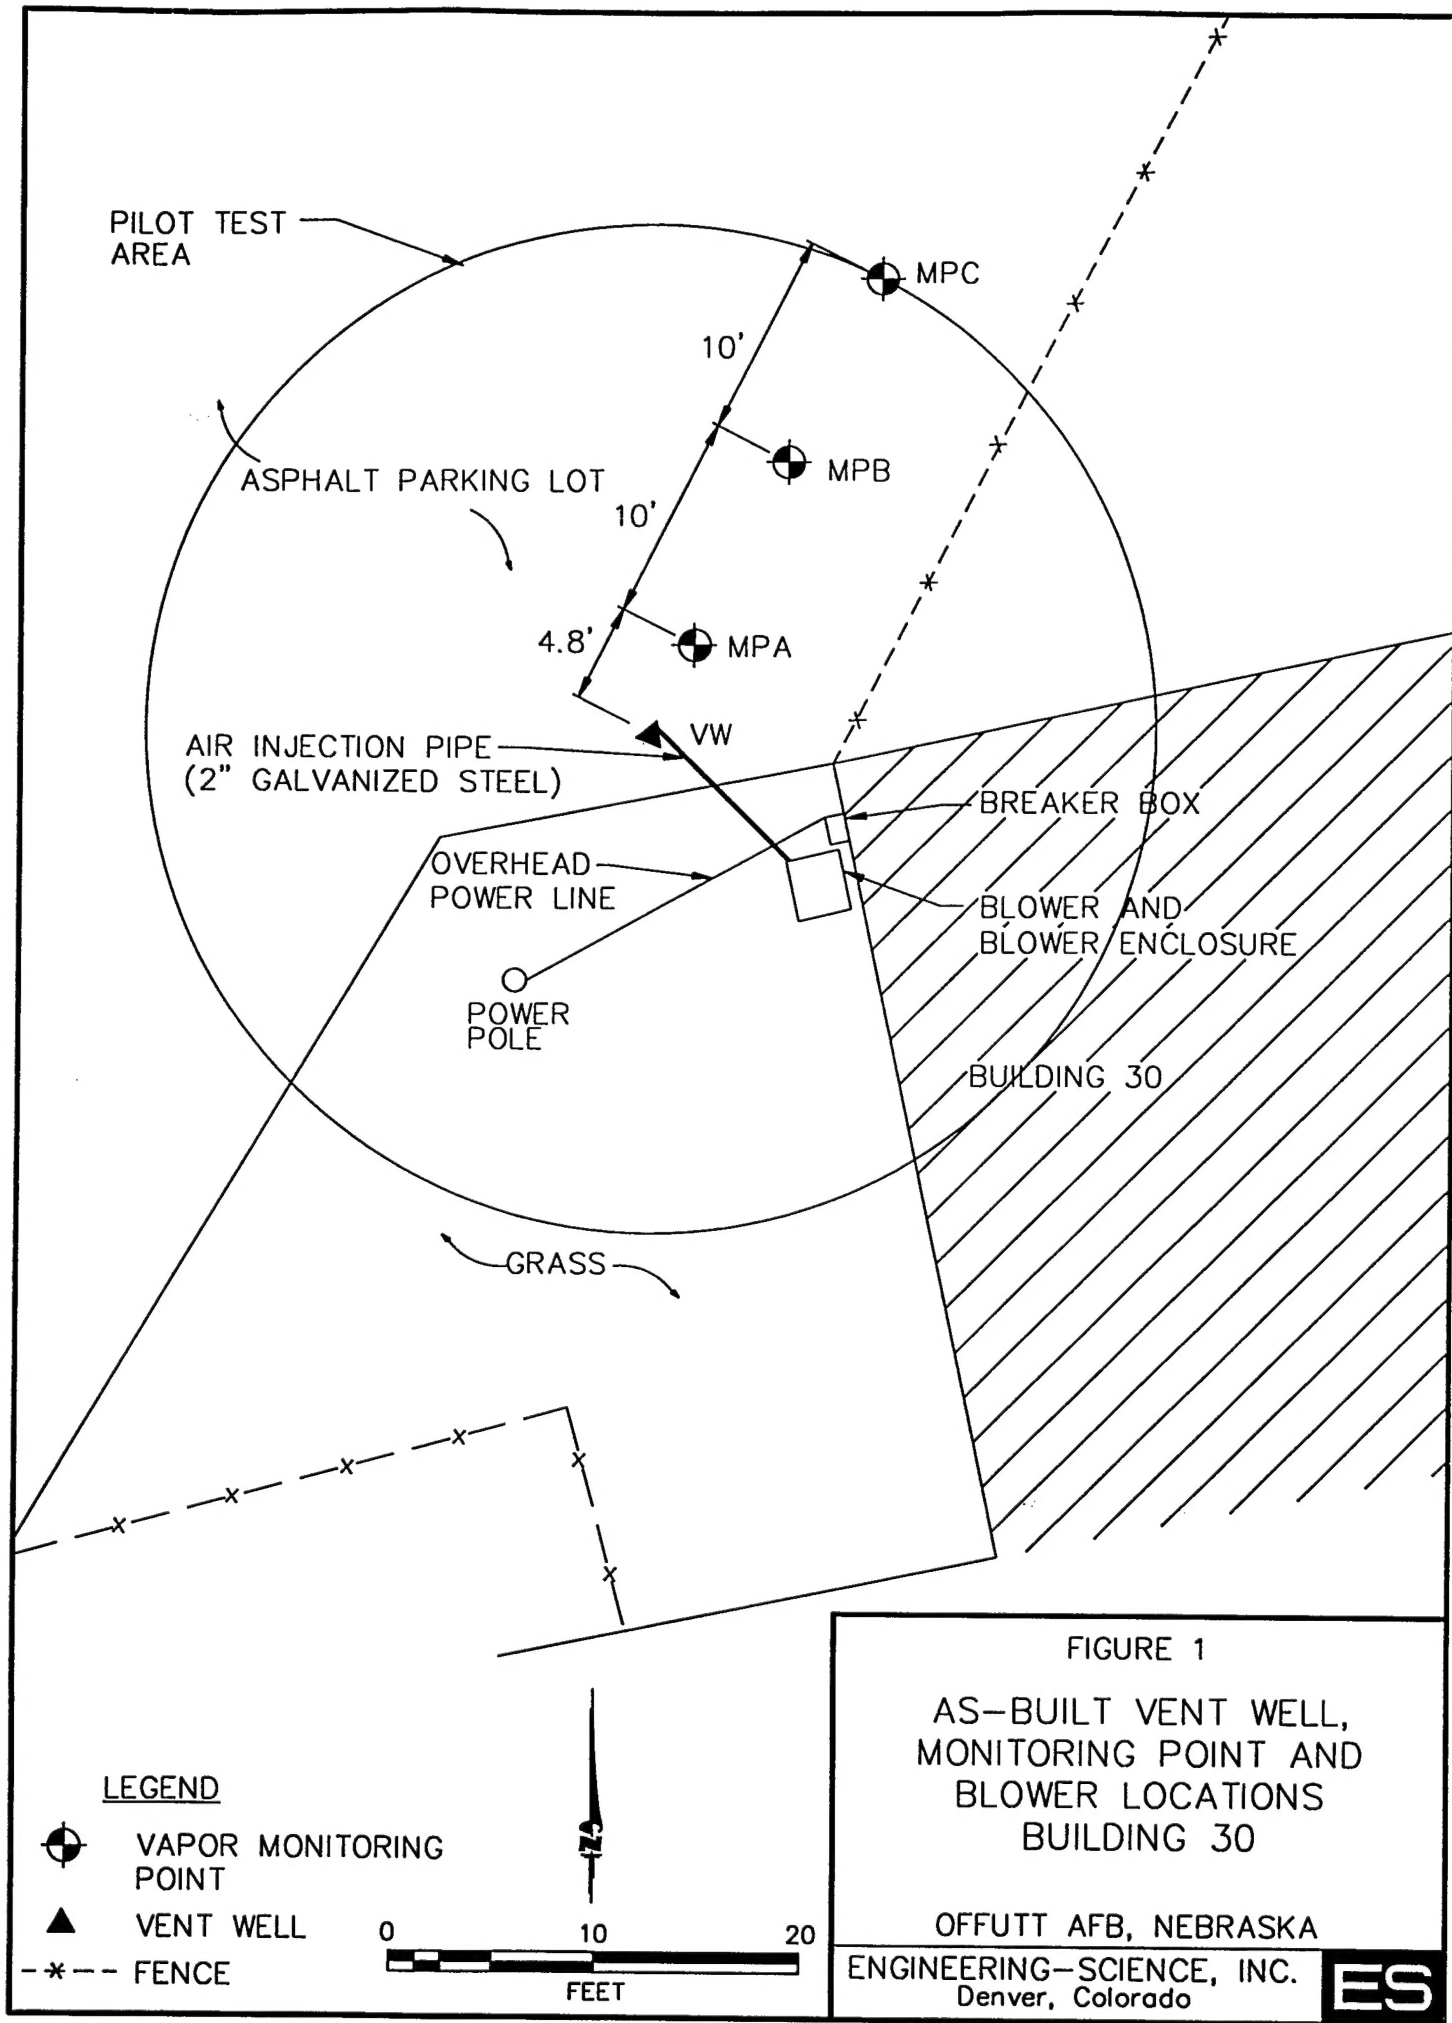 PILOT TEST
AREA
MPC
10'
MPB
ASPHALT PARKING LOT
10'
4.8'
MPA
VW
AIR INJECTION PIPE
(2" GALVANIZED STEEL)
BREAKER BOX
OVERHEAD
POWER LINE
BLOWER AND
BLOWER ENCLOSURE
POWER
POLE
BUILDING 30
GRASS
FIGURE 1
AS-BUILT VENT WELL,
MONITORING POINT AND
BLOWER LOCATIONS
BUILDING 30
OFFUTT AFB, NEBRASKA
ENGINEERING-SCIENCE, INC.
Denver, Colorado
ES
LEGEND
VAPOR MONITORING
POINT
VENT WELL
FENCE
0 10 20
FEET